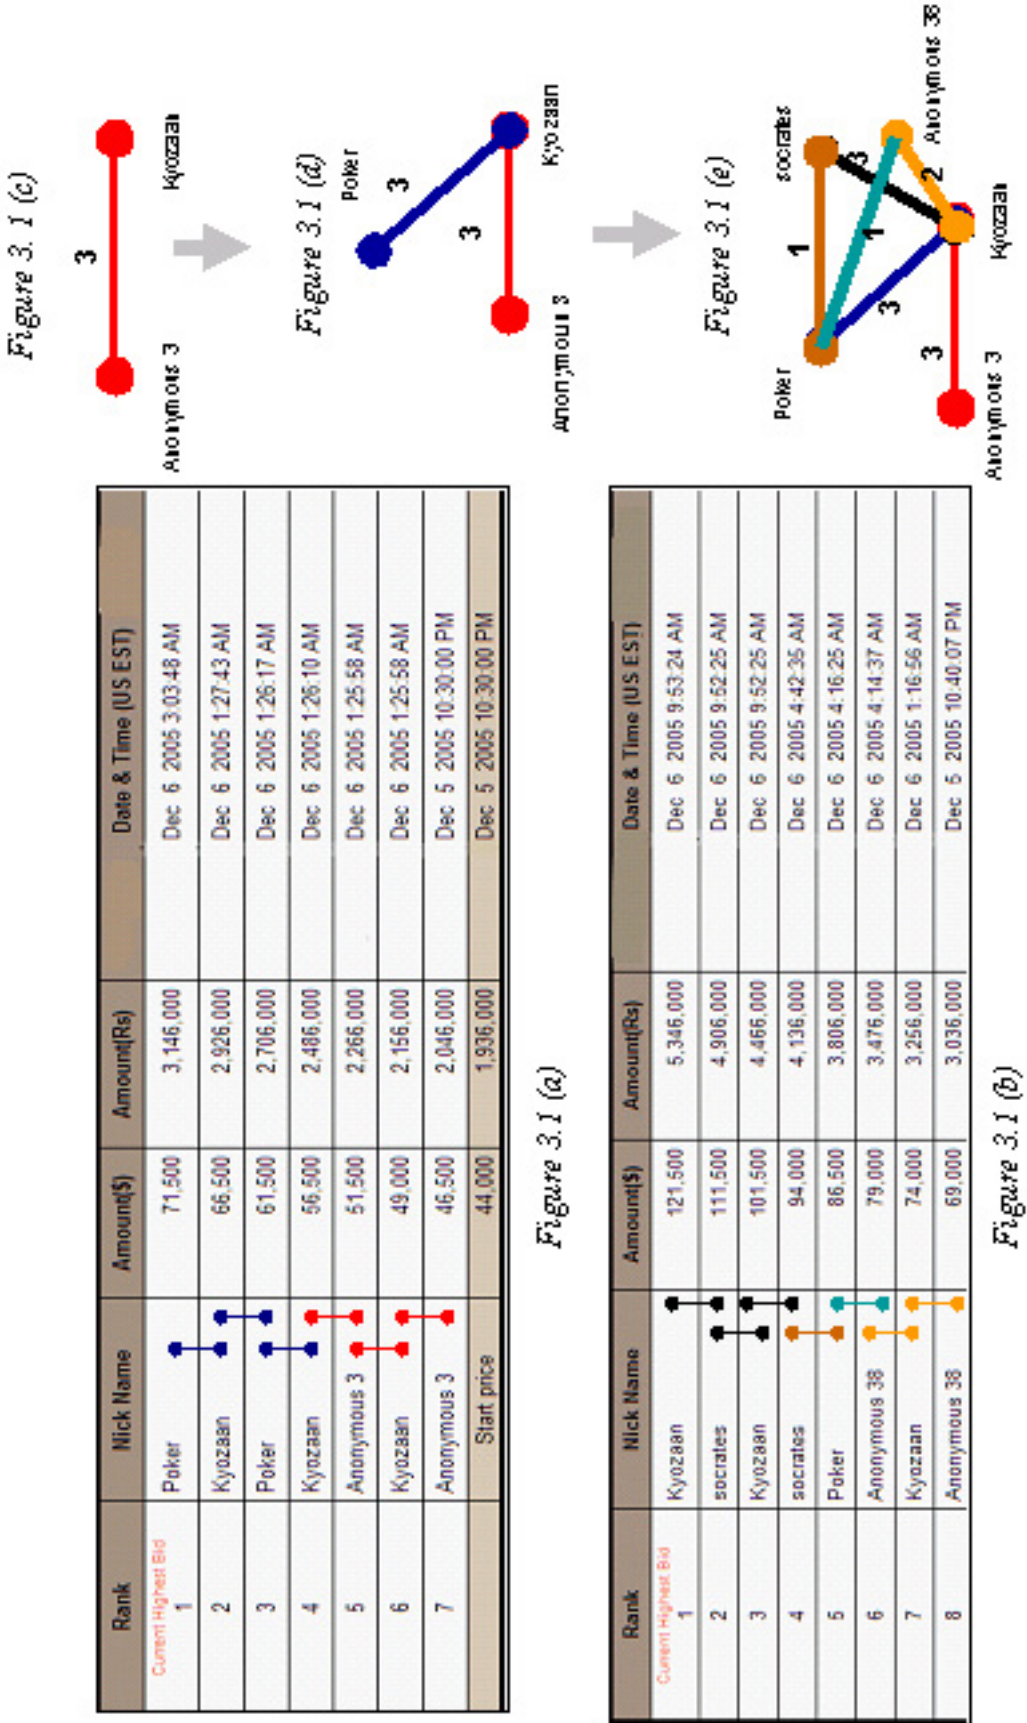 Rank Nick Name Amount($) Amount(Rs) Date & Time (US EST)
Current Highest Bid
1 Poker 71,500 3,146,000 Dec 6 2005 3:03:48 AM
2 Kyozaan 66,500 2,926,000 Dec 6 2005 1:27:43 AM
3 Poker 61,500 2,706,000 Dec 6 2005 1:26:17 AM
4 Kyozaan 56,500 2,486,000 Dec 6 2005 1:26:10 AM
5 Anonymous 3 51,500 2,266,000 Dec 6 2005 1:25:58 AM
6 Kyozaan 49,000 2,156,000 Dec 6 2005 1:25:58 AM
7 Anonymous 3 46,500 2,046,000 Dec 5 2005 10:30:00 PM
Start price 44,000 1,936,000 Dec 5 2005 10:30:00 PM
Figure 3.1 (a)
Rank Nick Name Amount($) Amount(Rs) Date & Time (US EST)
Current Highest Bid
1 Kyozaan 121,500 5,346,000 Dec 6 2005 9:53:24 AM
2 socrates 111,500 4,906,000 Dec 6 2005 9:52:25 AM
3 Kyozaan 101,500 4,466,000 Dec 6 2005 9:52:25 AM
4 socrates 94,000 4,136,000 Dec 6 2005 4:42:35 AM
5 Poker 86,500 3,806,000 Dec 6 2005 4:16:25 AM
6 Anonymous 38 79,000 3,476,000 Dec 6 2005 4:14:37 AM
7 Kyozaan 74,000 3,256,000 Dec 6 2005 1:16:56 AM
8 Anonymous 38 69,000 3,036,000 Dec 5 2005 10:40:07 PM
Figure 3.1 (b)
Figure 3. 1 (c)
3
Anonymous 3 Kyozaan
Figure 3.1 (d)
Poker
3
3
Anonymous 3 Kyozaan
Figure 3.1 (e)
Poker socrates
1
3
1
3
2
Anonymous 38
3
Anonymous 3 Kyozaan